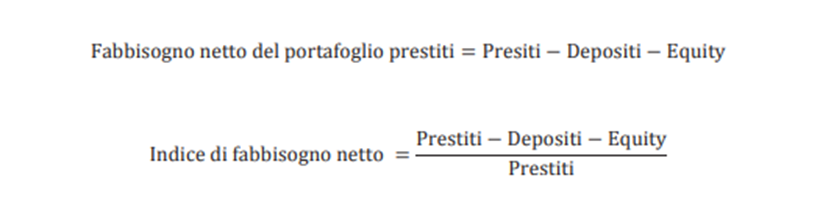 Fabbisogno netto del portafoglio prestiti = Presiti − Depositi − Equity
Indice di fabbisogno netto = Prestiti − Depositi − Equity
Prestiti